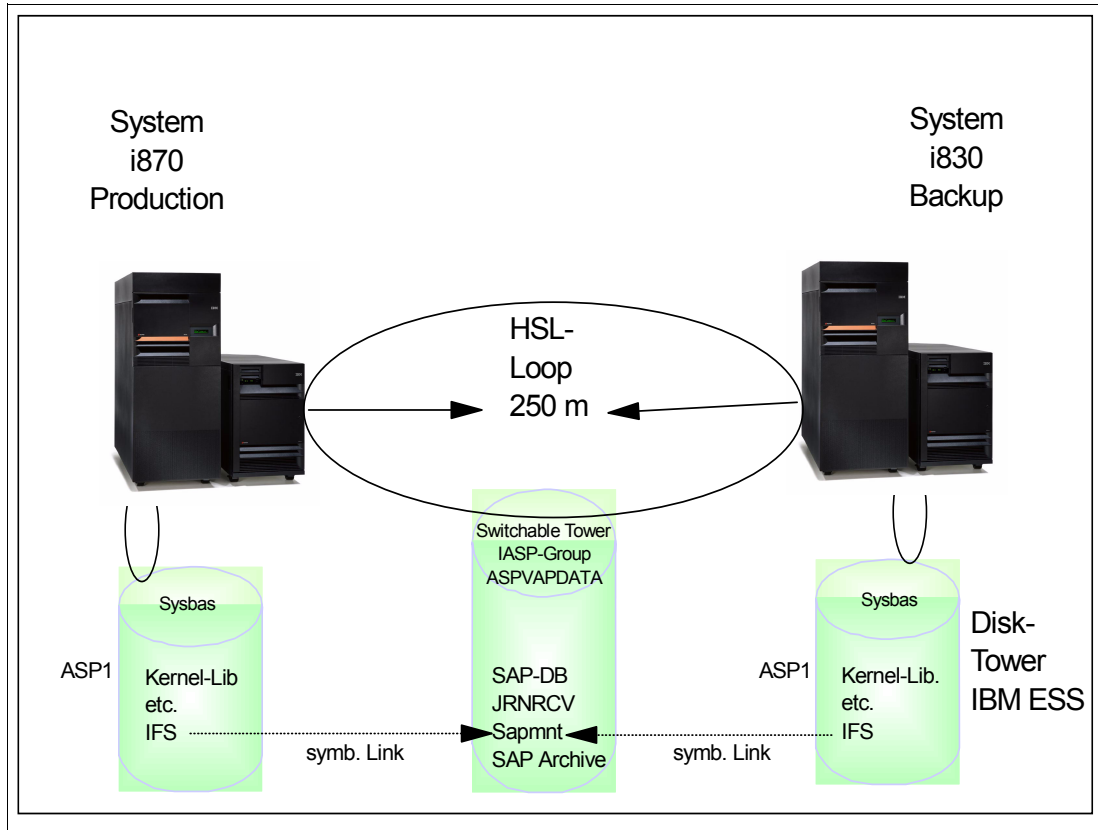 System
i870
Production
System
i830
Backup
HSL-
Loop
250 m
Switchable Tower
IASP-Group
ASPVAPDATA
Sysbas
ASP1
Kernel-Lib
etc.
IFS
symb. Link
SAP-DB
JRNRCV
Sapmnt
SAP Archive
symb. Link
Sysbas
ASP1
Kernel-Lib.
etc.
IFS
Disk-
Tower
IBM ESS